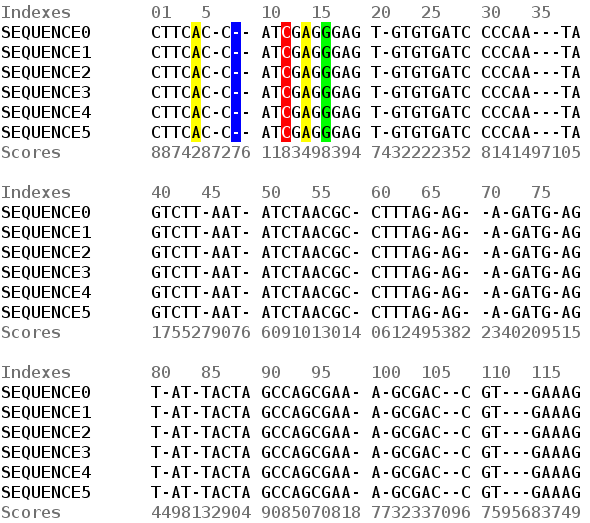 Indexes 01 5 10 15 20 25 30 35
SEQUENCE0 CTTCAC-C-- ATCGAGGGAG T-GTGTGATC CCCCAA---TA
SEQUENCE1 CTTCAC-C-- ATCGAGGGAG T-GTGTGATC CCCCAA---TA
SEQUENCE2 CTTCAC-C-- ATCGAGGGAG T-GTGTGATC CCCCAA---TA
SEQUENCE3 CTTCAC-C-- ATCGAGGGAG T-GTGTGATC CCCCAA---TA
SEQUENCE4 CTTCAC-C-- ATCGAGGGAG T-GTGTGATC CCCCAA---TA
SEQUENCE5 CTTCAC-C-- ATCGAGGGAG T-GTGTGATC CCCCAA---TA
Scores 8874287276 1183498394 7432222352 8141497105
Indexes 40 45 50 55 60 65 70 75
SEQUENCE0 GTCTT-AAT- ATCTAACGC- CTTTAG-AG- -A-GATG-AG
SEQUENCE1 GTCTT-AAT- ATCTAACGC- CTTTAG-AG- -A-GATG-AG
SEQUENCE2 GTCTT-AAT- ATCTAACGC- CTTTAG-AG- -A-GATG-AG
SEQUENCE3 GTCTT-AAT- ATCTAACGC- CTTTAG-AG- -A-GATG-AG
SEQUENCE4 GTCTT-AAT- ATCTAACGC- CTTTAG-AG- -A-GATG-AG
SEQUENCE5 GTCTT-AAT- ATCTAACGC- CTTTAG-AG- -A-GATG-AG
Scores 1755279076 6091013014 0612495382 2340209515
Indexes 80 85 90 95 100 105 110 115
SEQUENCE0 T-AT-TACTA GCCAGCGAA- A-GCGAC--C GT---GAAAG
SEQUENCE1 T-AT-TACTA GCCAGCGAA- A-GCGAC--C GT---GAAAG
SEQUENCE2 T-AT-TACTA GCCAGCGAA- A-GCGAC--C GT---GAAAG
SEQUENCE3 T-AT-TACTA GCCAGCGAA- A-GCGAC--C GT---GAAAG
SEQUENCE4 T-AT-TACTA GCCAGCGAA- A-GCGAC--C GT---GAAAG
SEQUENCE5 T-AT-TACTA GCCAGCGAA- A-GCGAC--C GT---GAAAG
Scores 4498132904 9085070818 7732337096 7595683749